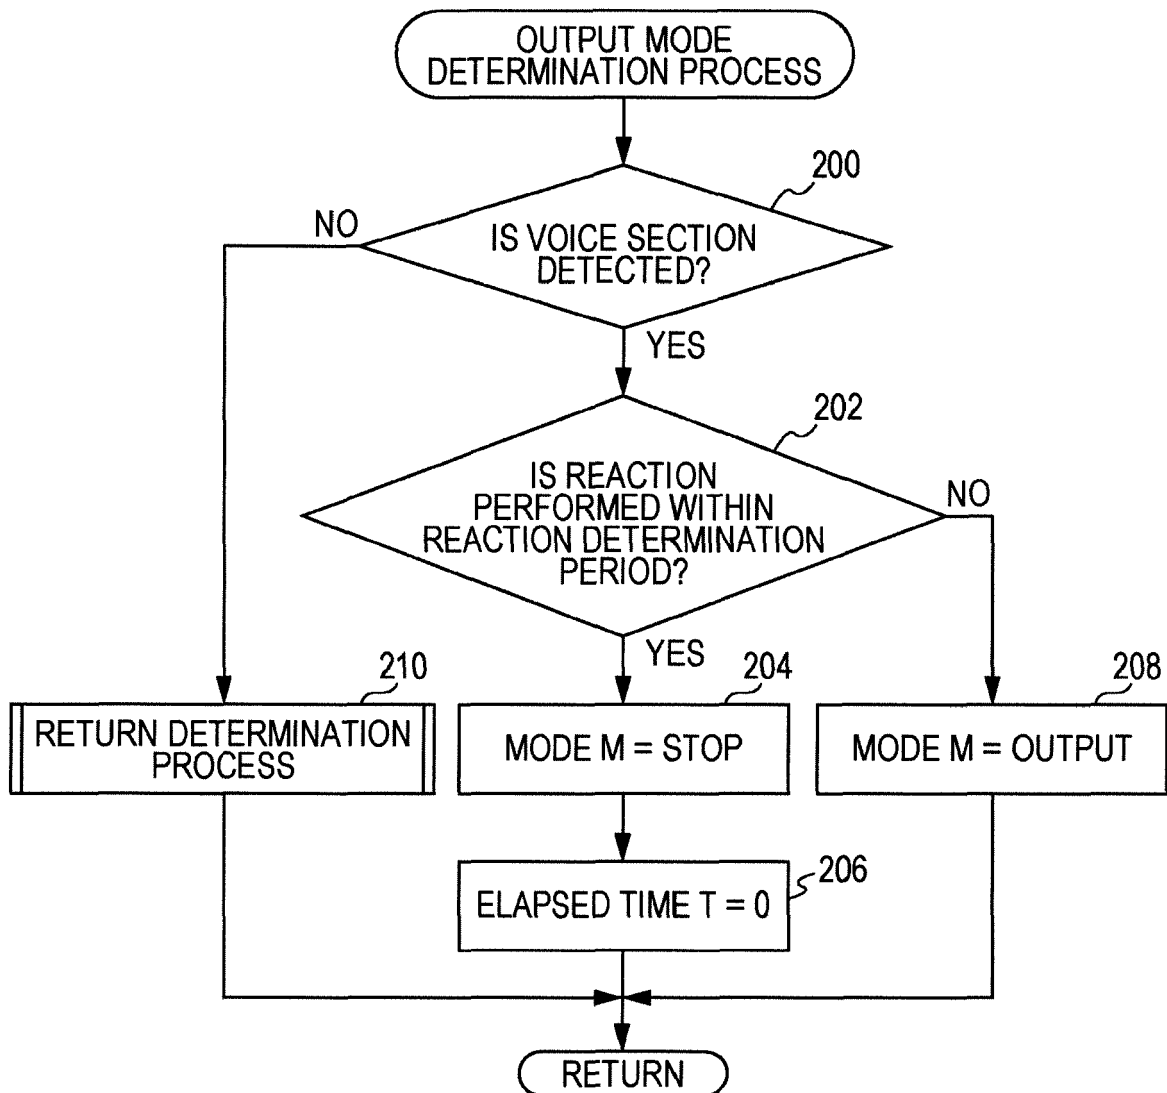 OUTPUT MODE
DETERMINATION PROCESS
200
NO
IS VOICE SECTION
DETECTED?
YES
202
IS REACTION
PERFORMED WITHIN
REACTION DETERMINATION
PERIOD?
NO
YES
210
204
208
RETURN DETERMINATION
PROCESS
MODE M = STOP
MODE M = OUTPUT
206
ELAPSED TIME T = 0
RETURN